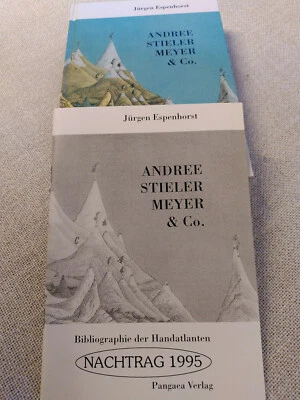 Jürgen Espenhorst
ANDREE
STIELER
MEYER
& Co.
Jürgen Espenhorst
ANDREE
STIELER
MEYER
& Co.
Bibliographie der Handatlanten
NACHTRAG 1995
Pangaea Verlag